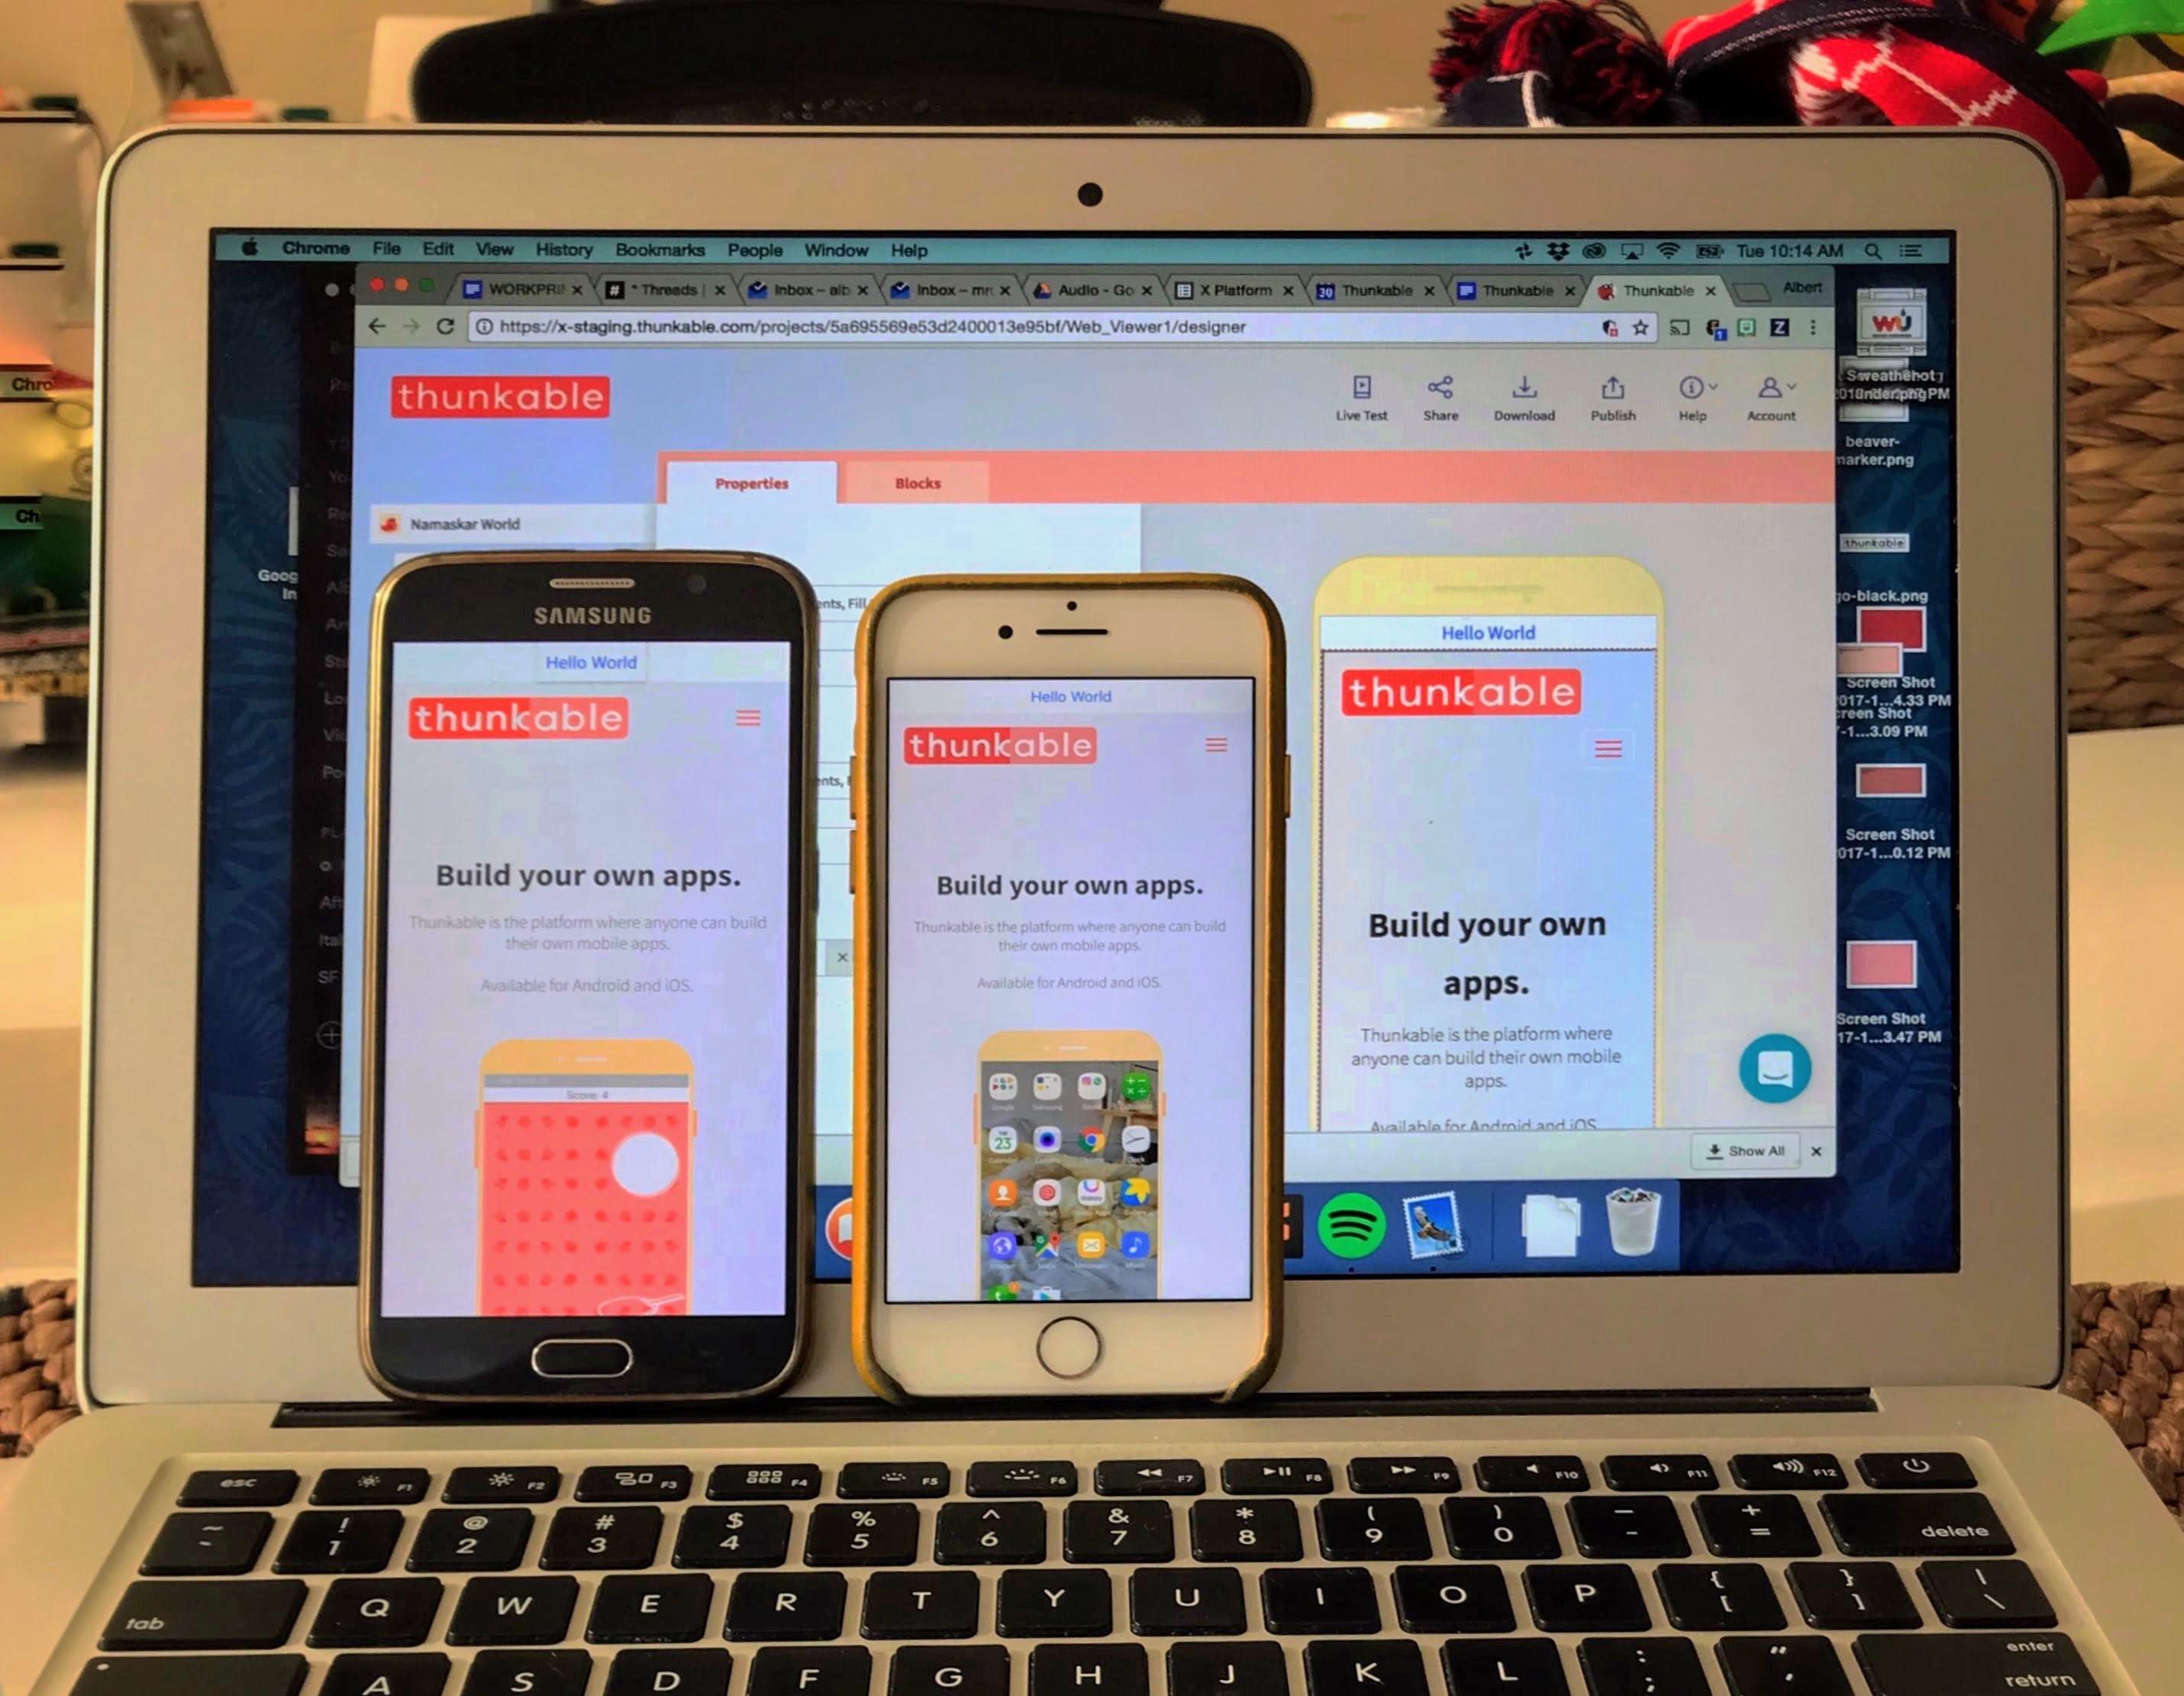 Chrome File Edit View History Bookmarks People Window Help
Tue 10:14 AM
WORKPRI
* Threads |
Inbox – alb
Inbox – mr
Audio - Go
X Platform
30 Thunkable
Thunkable
Thunkable
Albert
https://x-staging.thunkable.com/projects/5a695569e53d2400013e95bf/Web_Viewer1/designer
thunkable
Live Test
Share
Download
Publish
Help
Account
Properties
Blocks
Namaskar World
beaver-
marker.png
thunkable
go-black.png
Screen Shot
2017-1...4.33 PM
Screen Shot
-1...3.09 PM
Screen Shot
2017-1...0.12 PM
Screen Shot
17-1...3.47 PM
Chro
Ch
Goog
In
ents, Fill
ents,
SAMSUNG
Hello World
thunkable
Build your own apps.
Thunkable is the platform where anyone can build
their own mobile apps.
Available for Android and iOS.
Score: 4
Hello World
thunkable
Build your own apps.
Thunkable is the platform where anyone can build
their own mobile apps.
Available for Android and iOS.
23
Hello World
thunkable
Build your own
apps.
Thunkable is the platform where
anyone can build their own mobile
apps.
Available for Android and iOS
Show All
esc F1 F2 F3 F4 F5 F6 F7 F8 F9 F10 F11 F12
~ ! @ # $ % ^ & * ( ) _ +
` 1 2 3 4 5 6 7 8 9 0 - = delete
tab Q W E R T Y U I O P { [ } ] | \
A S D F G H J K L : ; " ' enter
return